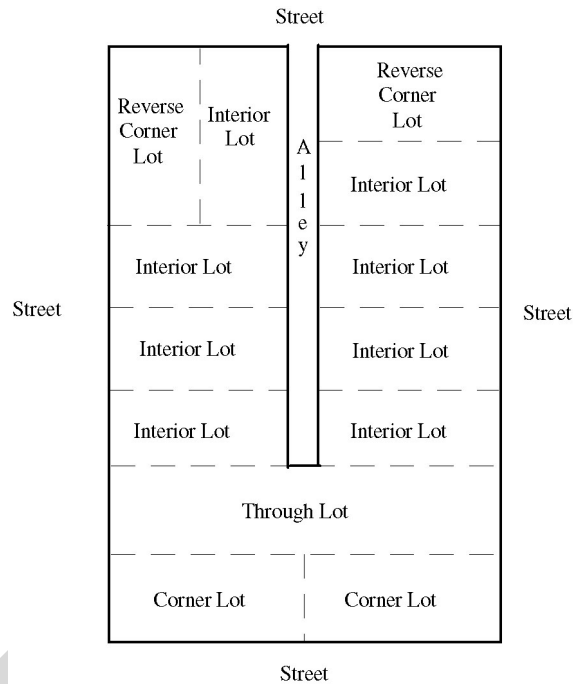 Street
Reverse
Corner
Lot
Interior
Lot
Alley
Reverse
Corner
Lot
Interior Lot
Interior Lot
Interior Lot
Street
Street
Interior Lot
Interior Lot
Interior Lot
Interior Lot
Through Lot
Corner Lot
Corner Lot
Street